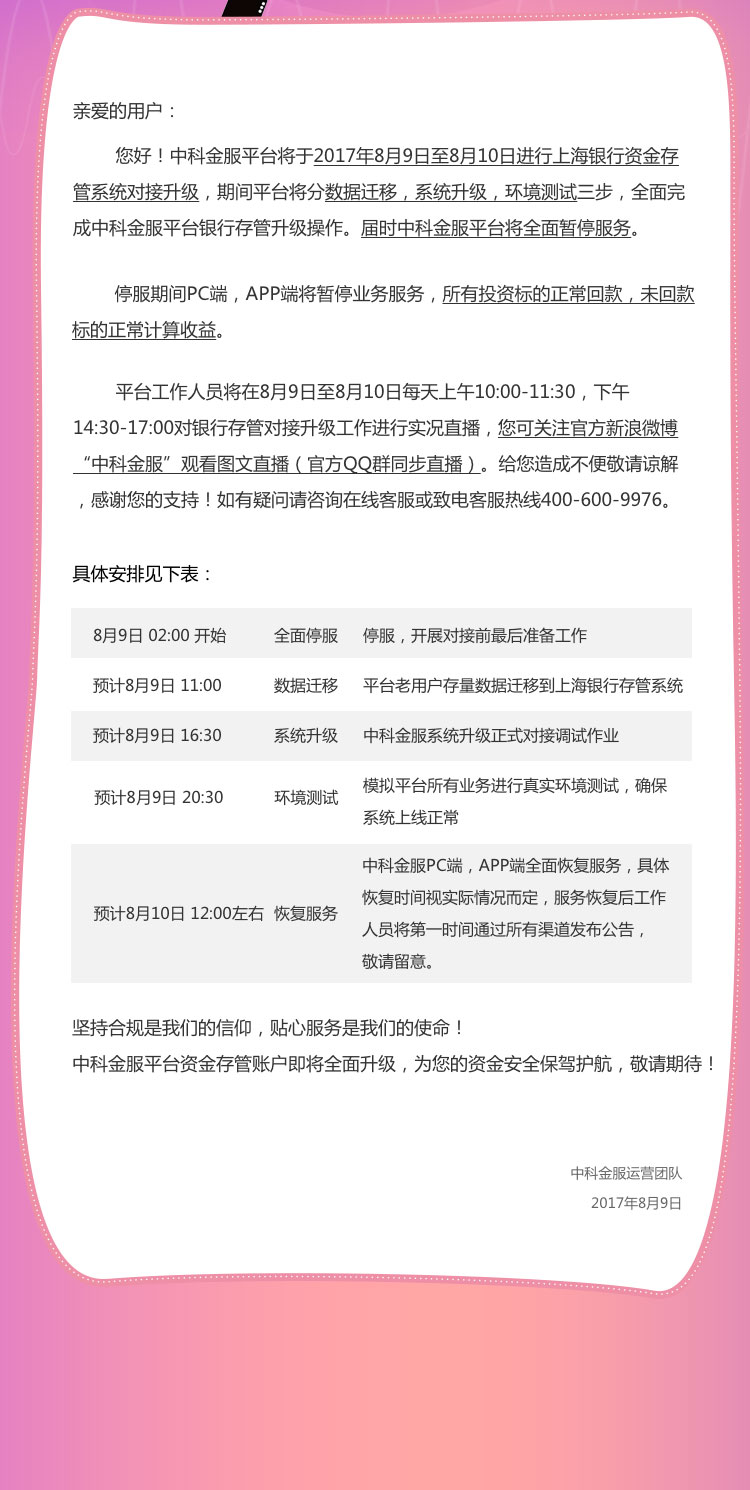 亲爱的用户：
您好！中科金服平台将于2017年8月9日至8月10日进行上海银行资金存
管系统对接升级，期间平台将分数据迁移，系统升级，环境测试三步，全面完
成中科金服平台银行存管升级操作。届时中科金服平台将全面暂停服务。
停服期间PC端，APP端将暂停业务服务，所有投资标的正常回款，未回款
标的正常计算收益。
平台工作人员将在8月9日至8月10日每天上午10:00-11:30，下午
14:30-17:00对银行存管对接升级工作进行实况直播，您可关注官方新浪微博
“中科金服”观看图文直播（官方QQ群同步直播）。给您造成不便敬请谅解
，感谢您的支持！如有疑问请咨询在线客服或致电客服热线400-600-9976。
具体安排见下表：
8月9日 02:00 开始 全面停服 停服，开展对接前最后准备工作
预计8月9日 11:00 数据迁移 平台老用户存量数据迁移到上海银行存管系统
预计8月9日 16:30 系统升级 中科金服系统升级正式对接调试作业
预计8月9日 20:30 环境测试 模拟平台所有业务进行真实环境测试，确保
系统上线正常
中科金服PC端，APP端全面恢复服务，具体
恢复时间视实际情况而定，服务恢复后工作
预计8月10日 12:00左右 恢复服务
人员将第一时间通过所有渠道发布公告，
敬请留意。
坚持合规是我们的信仰，贴心服务是我们的使命！
中科金服平台资金存管账户即将全面升级，为您的资金安全保驾护航，敬请期待！
中科金服运营团队
2017年8月9日